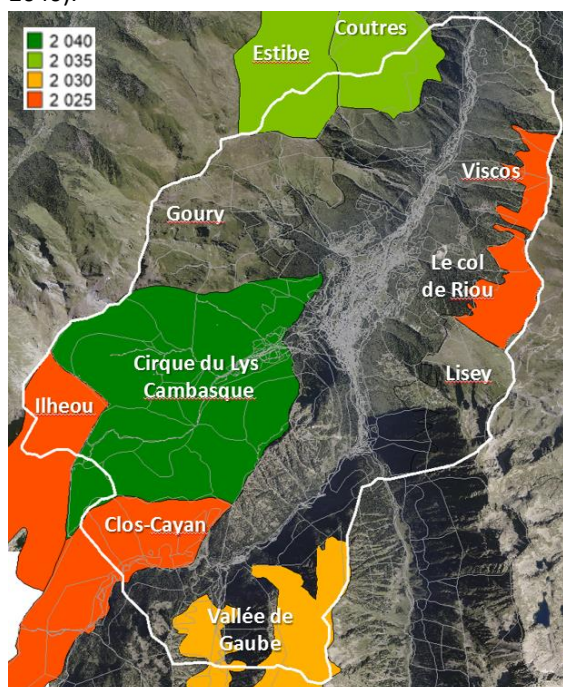 2 040
2 035
2 030
2 025
Coutres
Estibe
Viscos
Goury
Le col
de Riou
Cirque du Lys
Cambasque
Lisey
Ilheou
Clos-Cayan
Vallée de
Gaube